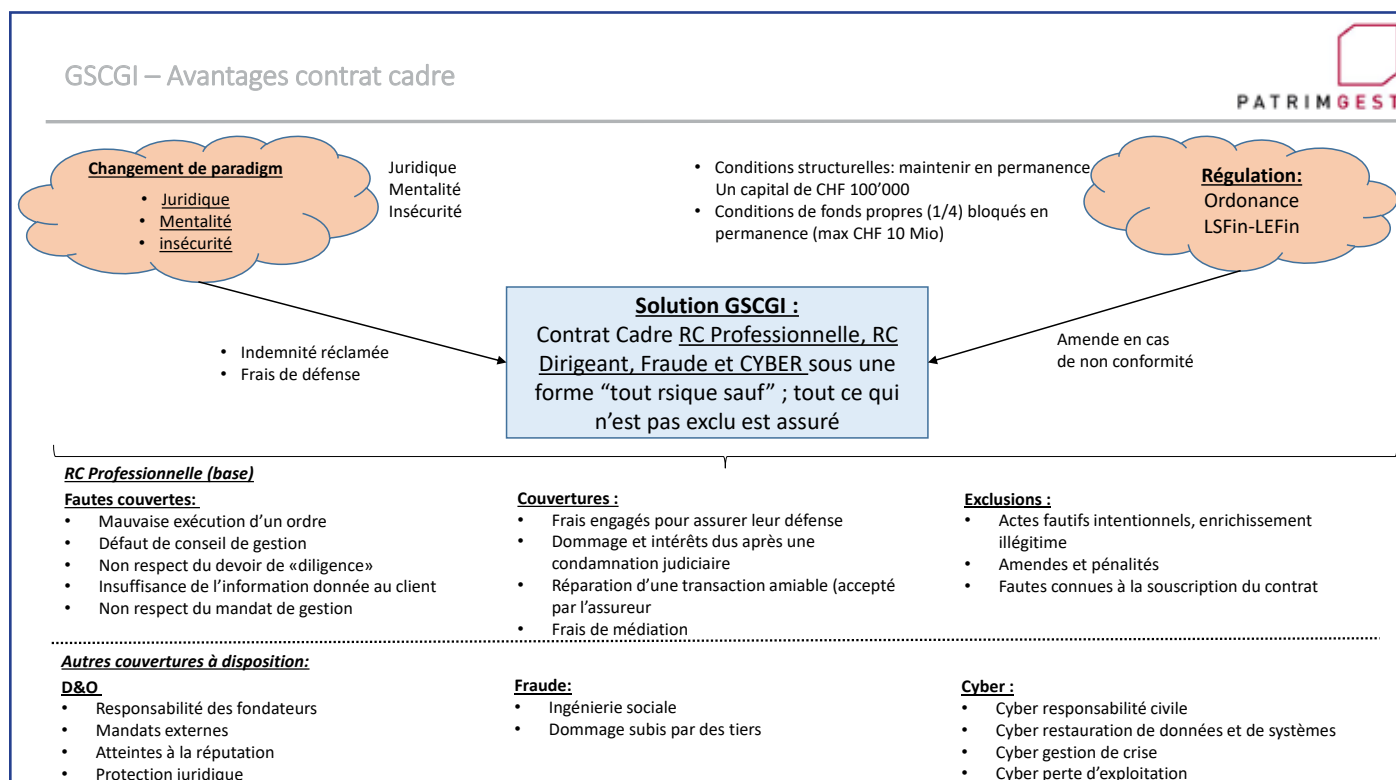 GSCGI – Avantages contrat cadre
PATRIMGEST
Changement de paradigm
• Juridique
• Mentalité
• insécurité
Juridique
Mentalité
Insécurité
• Conditions structurelles: maintenir en permanence
Un capital de CHF 100’000
• Conditions de fonds propres (1/4) bloqués en
permanence (max CHF 10 Mio)
Régulation:
Ordonance
LSFin-LEFin
• Indemnité réclamée
• Frais de défense
Solution GSCGI :
Contrat Cadre RC Professionnelle, RC
Dirigeant, Fraude et CYBER sous une
forme “tout rsique sauf” ; tout ce qui
n’est pas exclu est assuré
Amende en cas
de non conformité
RC Professionnelle (base)
Fautes couvertes:
• Mauvaise exécution d’un ordre
• Défaut de conseil de gestion
• Non respect du devoir de «diligence»
• Insuffisance de l’information donnée au client
• Non respect du mandat de gestion
Couvertures :
• Frais engagés pour assurer leur défense
• Dommage et intérêts dus après une
condamnation judiciaire
• Réparation d’une transaction amiable (accepté
par l’assureur
• Frais de médiation
Exclusions :
• Actes fautifs intentionnels, enrichissement
illégitime
• Amendes et pénalités
• Fautes connues à la souscription du contrat
Autres couvertures à disposition:
D&O
• Responsabilité des fondateurs
• Mandats externes
• Atteintes à la réputation
• Protection juridique
Fraude:
• Ingénierie sociale
• Dommage subis par des tiers
Cyber :
• Cyber responsabilité civile
• Cyber restauration de données et de systèmes
• Cyber gestion de crise
• Cyber perte d’exploitation